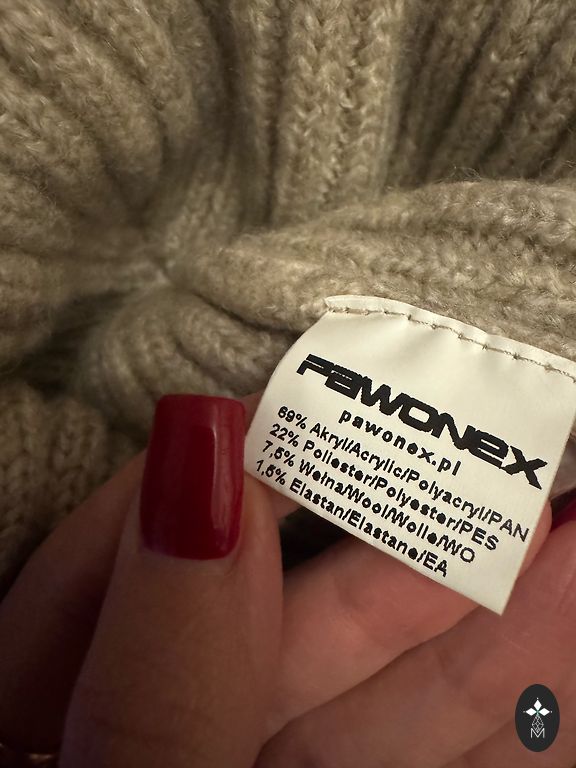 PAWONEX
pawonex.pl
69% Akryl/Acrylic/Polyacryl/PAN
22% Poliester/Polyester/PES
7,5% Wełna/Wool/Wolle/WO
1,5% Elastan/Elastane/EA
M